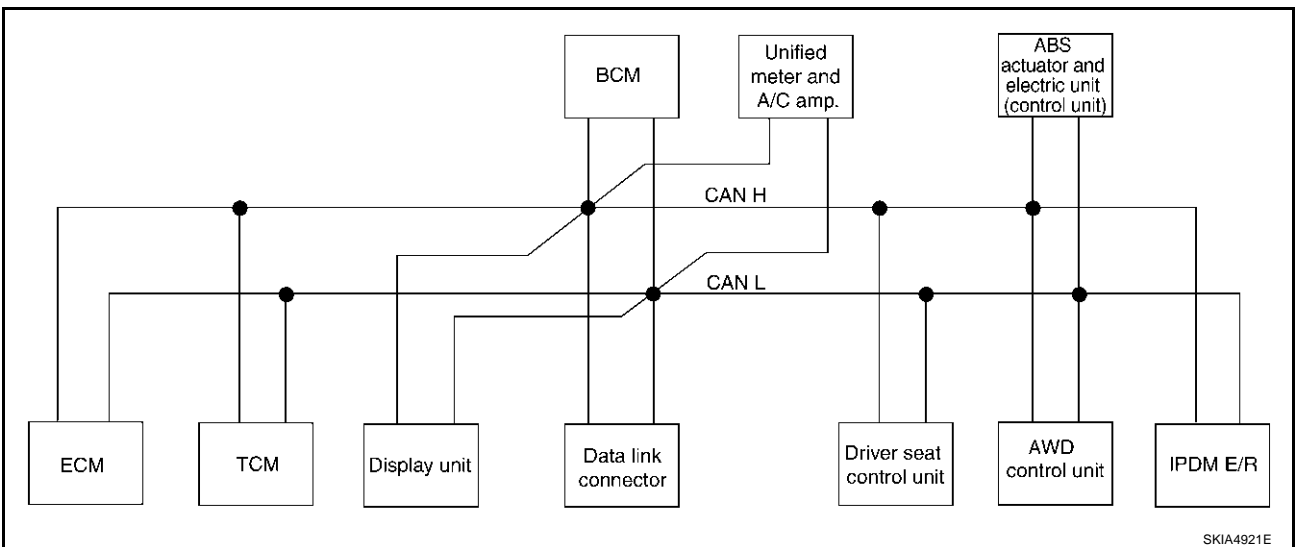 BCM
Unified
meter and
A/C amp.
ABS
actuator and
electric unit
(control unit)
CAN H
CAN L
ECM
TCM
Display unit
Data link
connector
Driver seat
control unit
AWD
control unit
IPDM E/R
SKIA4921E